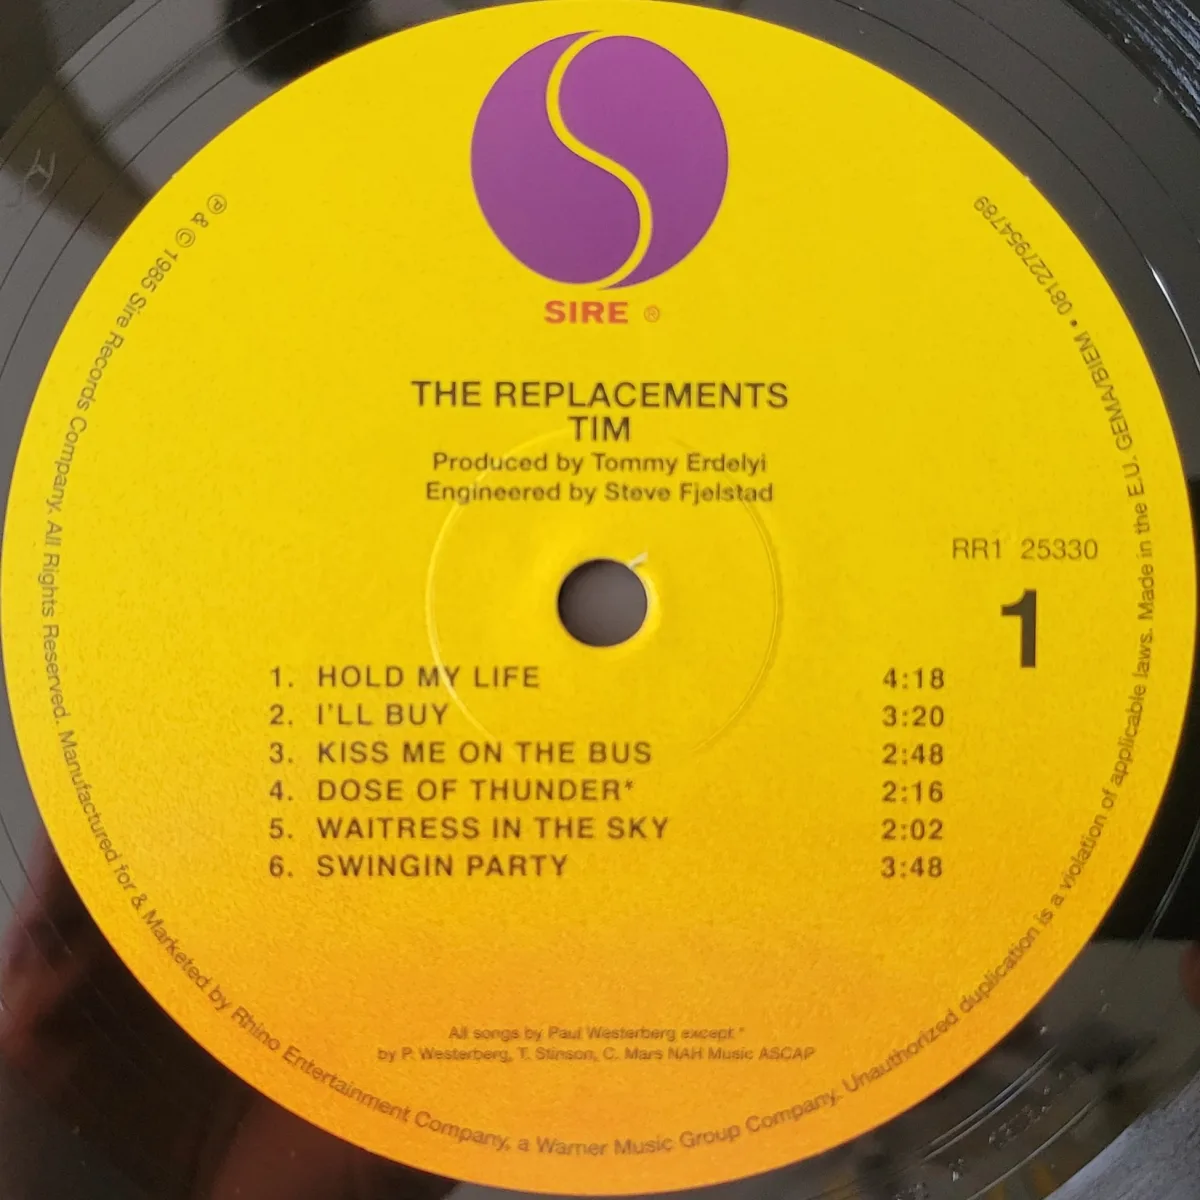 SIRE ®
THE REPLACEMENTS
TIM
Produced by Tommy Erdelyi
Engineered by Steve Fjelstad
RR1 25330
1
1. HOLD MY LIFE 4:18
2. I'LL BUY 3:20
3. KISS ME ON THE BUS 2:48
4. DOSE OF THUNDER* 2:16
5. WAITRESS IN THE SKY 2:02
6. SWINGIN PARTY 3:48
All songs by Paul Westerberg except *
by P. Westerberg, T. Stinson, C. Mars NAH Music ASCAP
℗ & © 1985 Sire Records Company. All Rights Reserved. Manufactured for & Marketed by Rhino Entertainment Company, a Warner Music Group Company. Unauthorized duplication is a violation of applicable laws. Made in the E.U. GEMA/BIEM • 081227954789